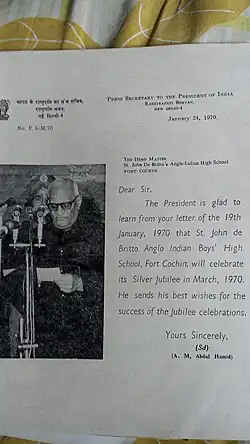 भारत के राष्ट्रपति का प्रेस सचिव,
राष्ट्रपति भवन,
नई दिल्ली-4
No. F. 8-M/70
Press Secretary to the President of India
Rashtrapati Bhavan,
New Delhi-4
January 24, 1970.
The Head Master
St. John De Britto's Anglo-Indian High School
FORT COCHIN
Dear Sir,
The President is glad to
learn from your letter of the 19th
January, 1970 that St. John de
Britto Anglo Indian Boys' High
School, Fort Cochin, will celebrate
its Silver Jubilee in March, 1970.
He sends his best wishes for the
success of the Jubilee celebrations.
Yours Sincerely,
(Sd)
(A. M. Abdul Hamid)